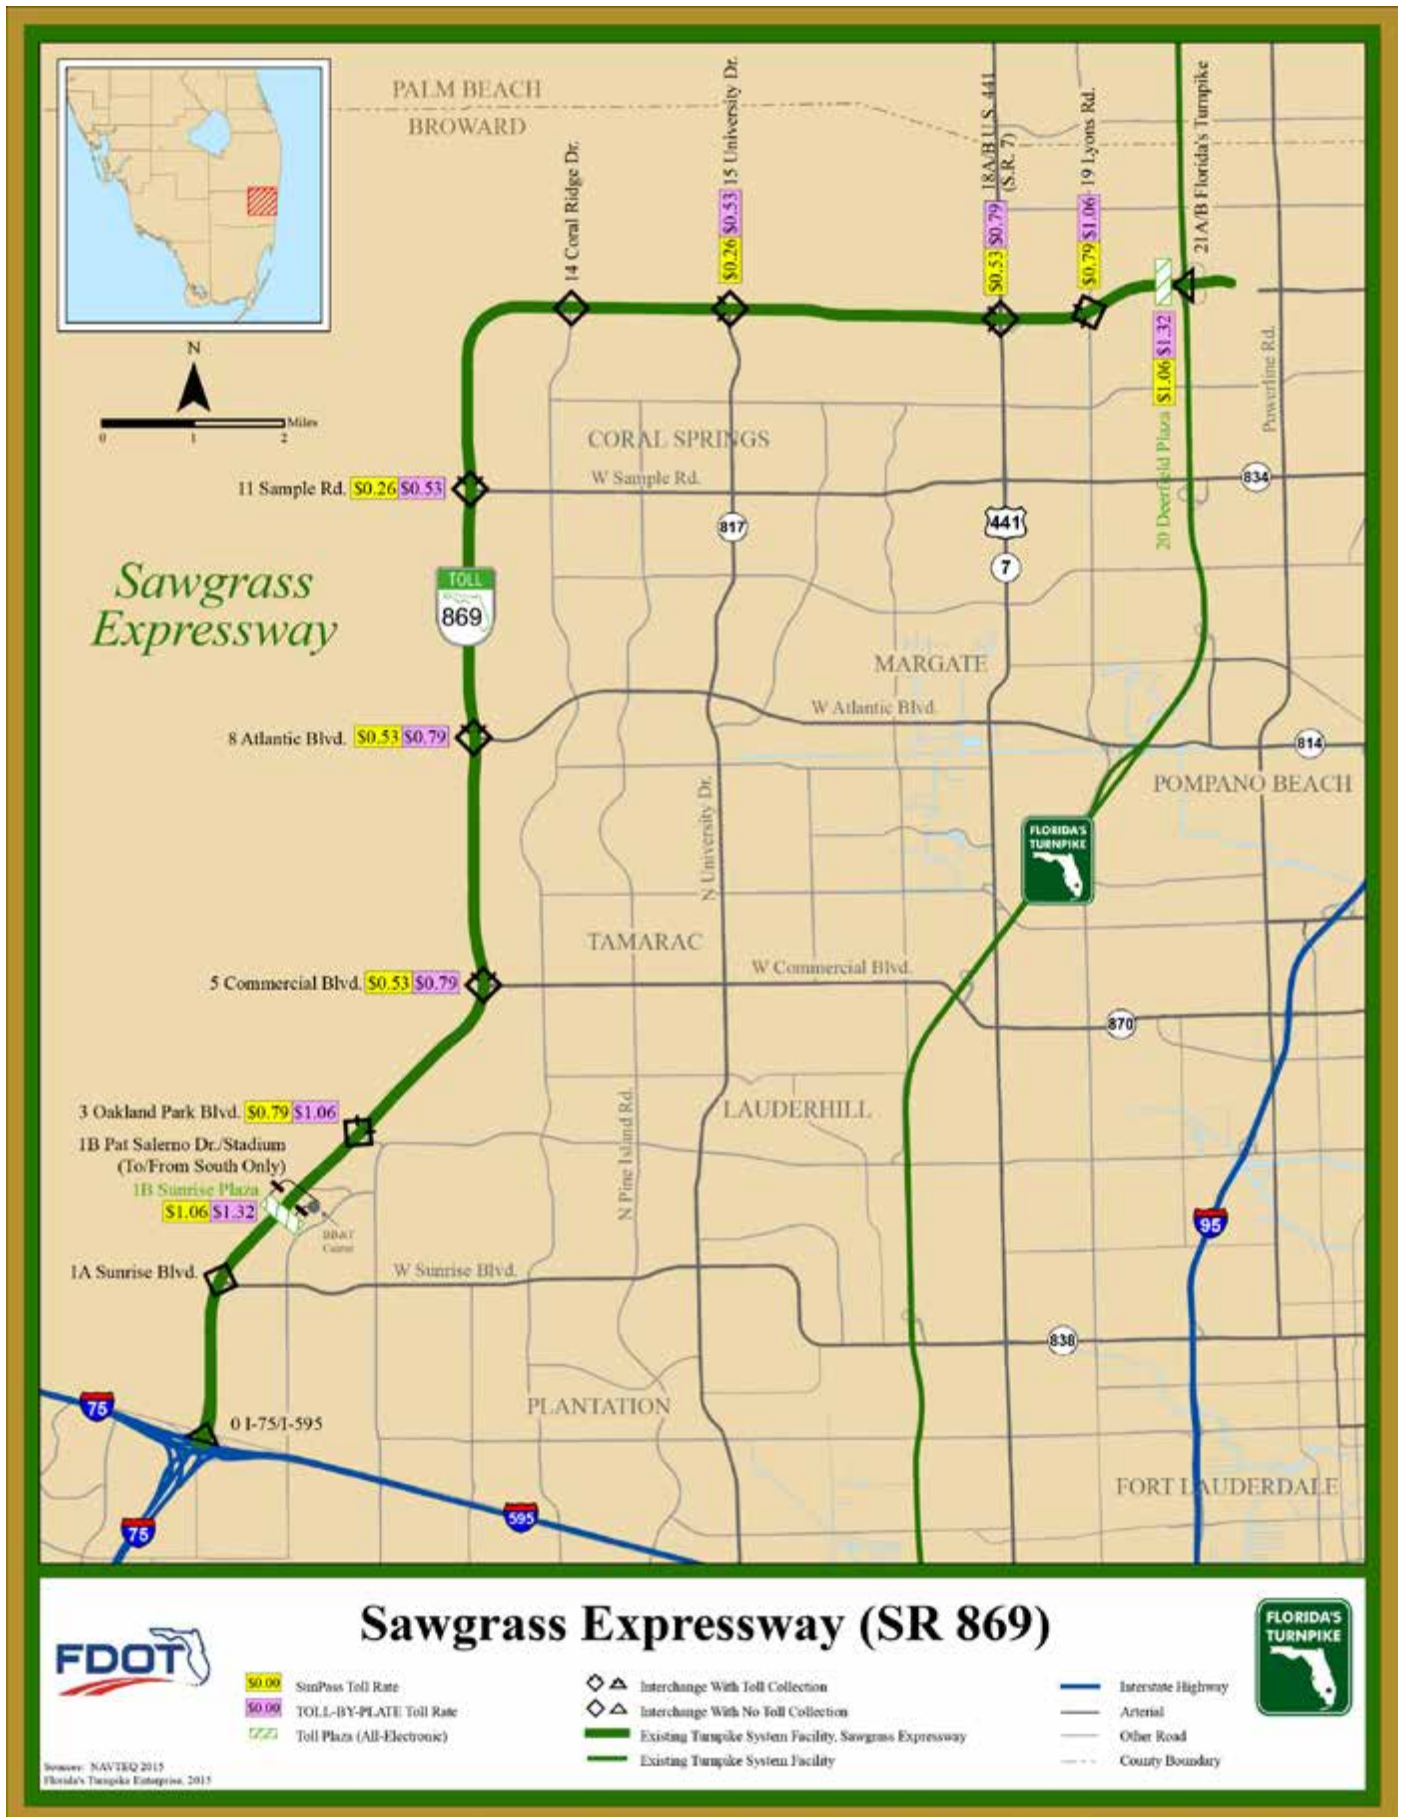 PALM BEACH
BROWARD
14 Coral Ridge Dr.
$0.26 $0.53 15 University Dr.
$0.53 $0.79 18A/B U.S. 441
(S.R. 7)
$0.79 $1.06 19 Lyons Rd.
21A/B Florida's Turnpike
20 Deerfield Plaza $1.06 $1.32
Powerline Rd.
N
0 1 2 Miles
CORAL SPRINGS
11 Sample Rd. $0.26 $0.53
W Sample Rd.
834
817
441
7
Sawgrass
Expressway
TOLL
869
MARGATE
W Atlantic Blvd.
8 Atlantic Blvd. $0.53 $0.79
814
POMPANO BEACH
N University Dr.
FLORIDA'S
TURNPIKE
TAMARAC
W Commercial Blvd.
5 Commercial Blvd. $0.53 $0.79
870
3 Oakland Park Blvd. $0.79 $1.06
LAUDERHILL
N Pine Island Rd.
1B Pat Salerno Dr./Stadium
(To/From South Only)
1B Sunrise Plaza
$1.06 $1.32
BB&T
Center
95
1A Sunrise Blvd.
W Sunrise Blvd.
838
75
PLANTATION
0 I-75/I-595
FORT LAUDERDALE
595
75
Sawgrass Expressway (SR 869)
FDOT
FLORIDA'S
TURNPIKE
$0.00 SunPass Toll Rate
$0.00 TOLL-BY-PLATE Toll Rate
Toll Plaza (All-Electronic)
Interchange With Toll Collection
Interchange With No Toll Collection
Existing Turnpike System Facility, Sawgrass Expressway
Existing Turnpike System Facility
Interstate Highway
Arterial
Other Road
County Boundary
Sources: NAVTEQ 2015
Florida's Turnpike Enterprise, 2015